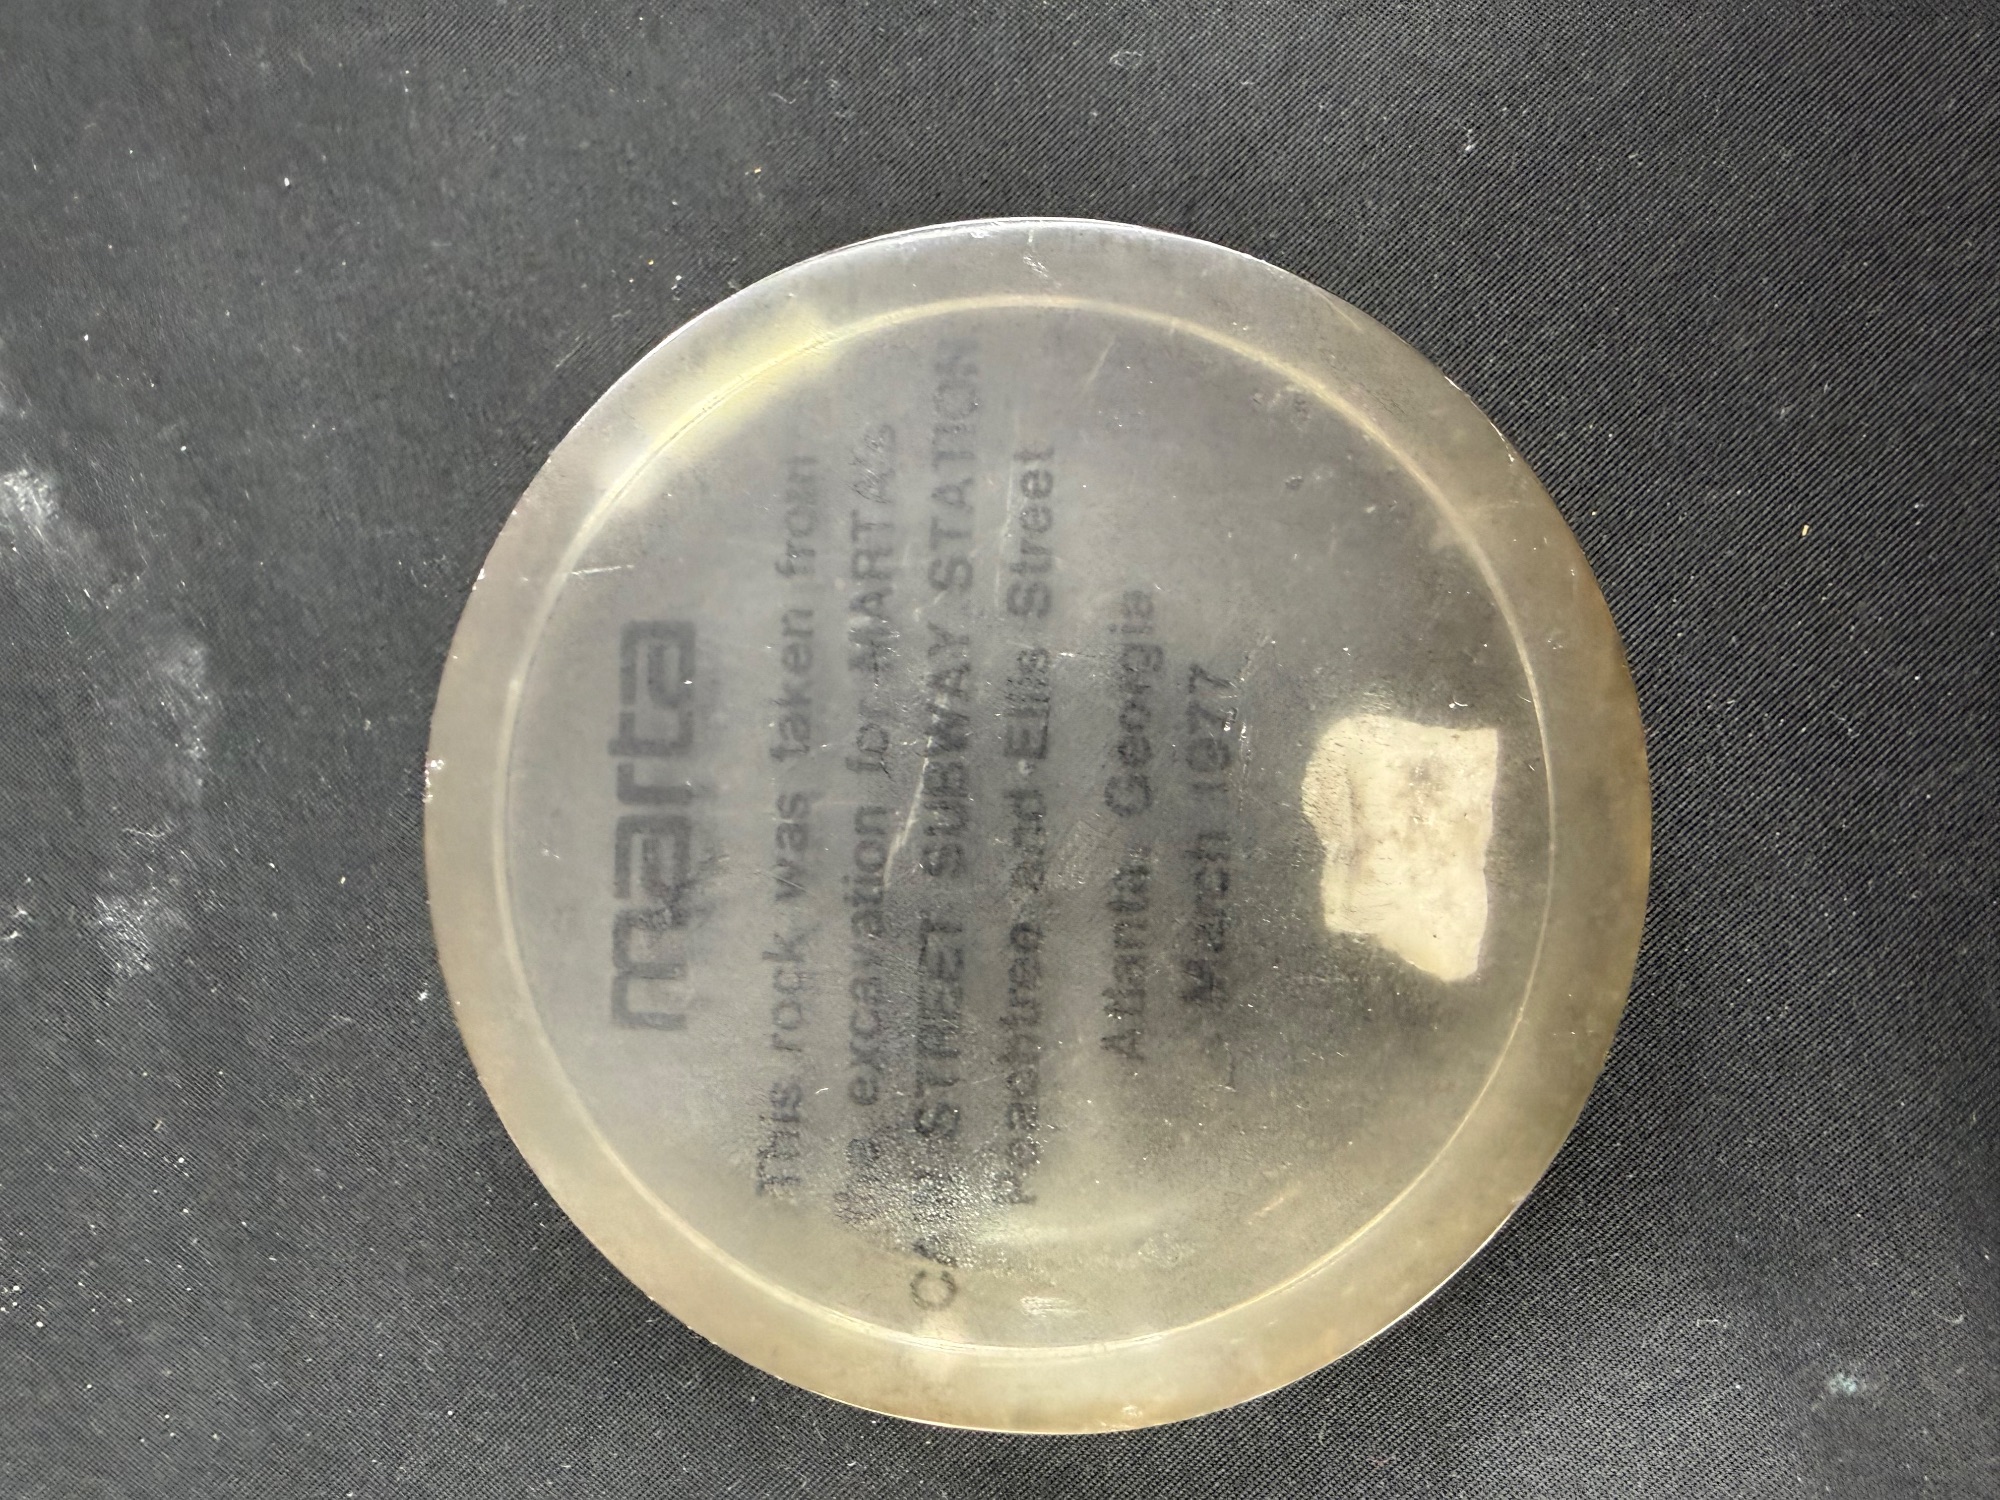 marta
This rock was taken from
the excavation for MARTA's
CAIN STREET SUBWAY STATION
Peachtree and Ellis Street
Atlanta, Georgia
March 1977